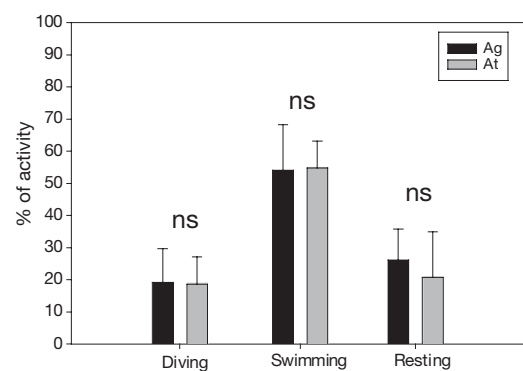 100
90
80
70
60
50
40
30
20
10
0
% of activity
Ag
At
ns
ns
ns
Diving
Swimming
Resting